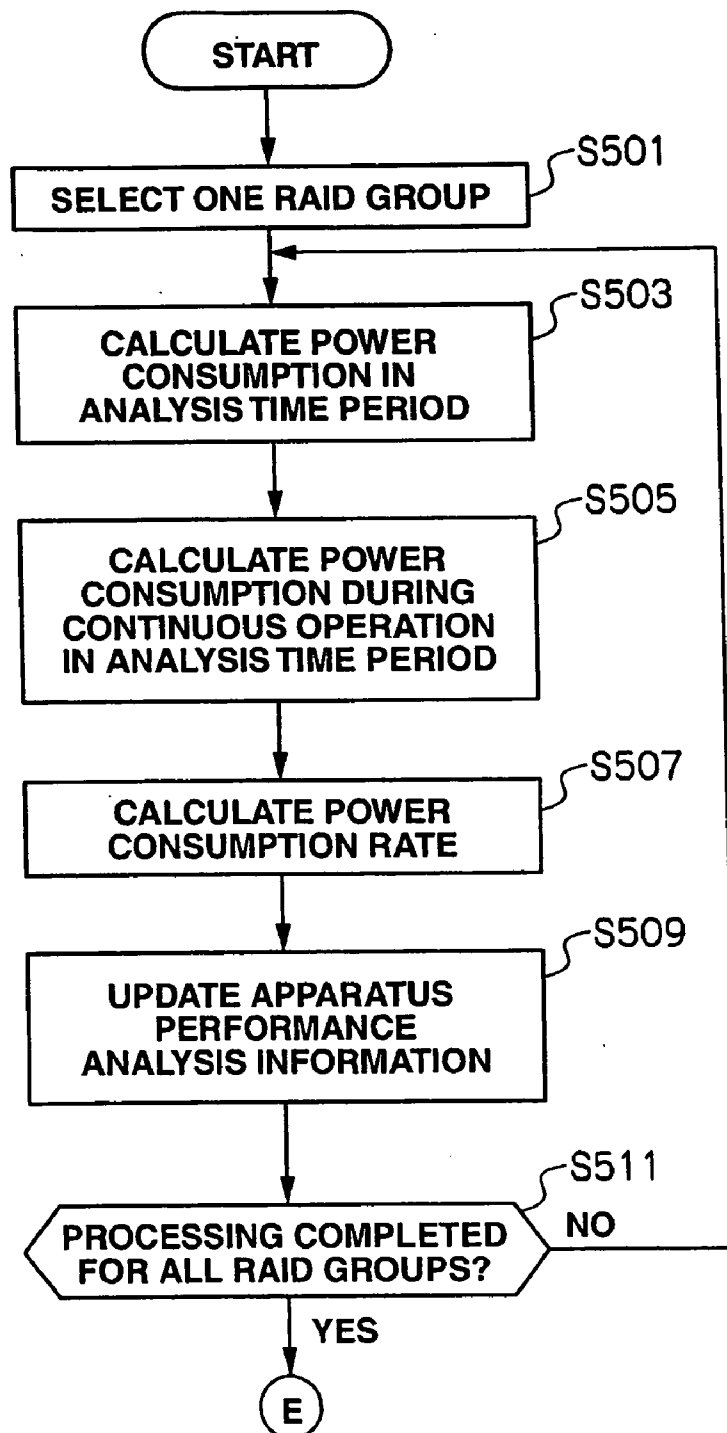 START
S501
SELECT ONE RAID GROUP
S503
CALCULATE POWER
CONSUMPTION IN
ANALYSIS TIME PERIOD
S505
CALCULATE POWER
CONSUMPTION DURING
CONTINUOUS OPERATION
IN ANALYSIS TIME PERIOD
S507
CALCULATE POWER
CONSUMPTION RATE
S509
UPDATE APPARATUS
PERFORMANCE
ANALYSIS INFORMATION
S511
PROCESSING COMPLETED
FOR ALL RAID GROUPS?
NO
YES
E